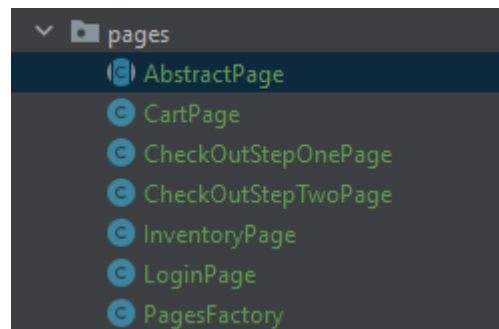 pages
AbstractPage
CartPage
CheckOutStepOnePage
CheckOutStepTwoPage
InventoryPage
LoginPage
PagesFactory